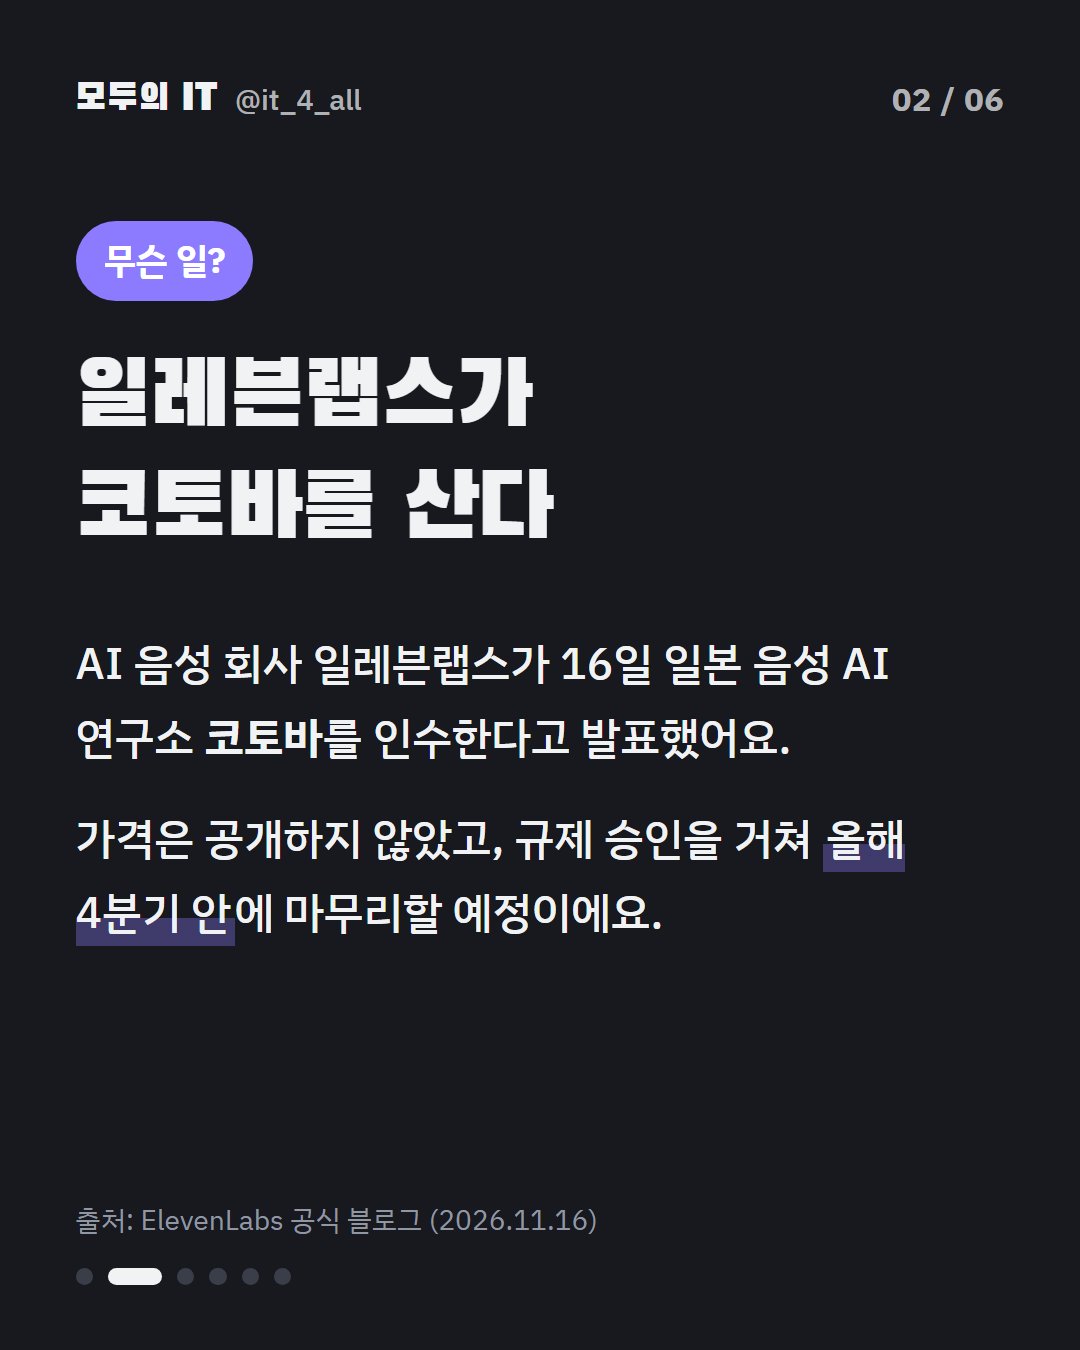 모두의 IT @it_4_all 02 / 06
무슨 일?
일레븐랩스가
코토바를 산다
AI 음성 회사 일레븐랩스가 16일 일본 음성 AI
연구소 코토바를 인수한다고 발표했어요.
가격은 공개하지 않았고, 규제 승인을 거쳐 올해
4분기 안에 마무리할 예정이에요.
출처: ElevenLabs 공식 블로그 (2026.11.16)